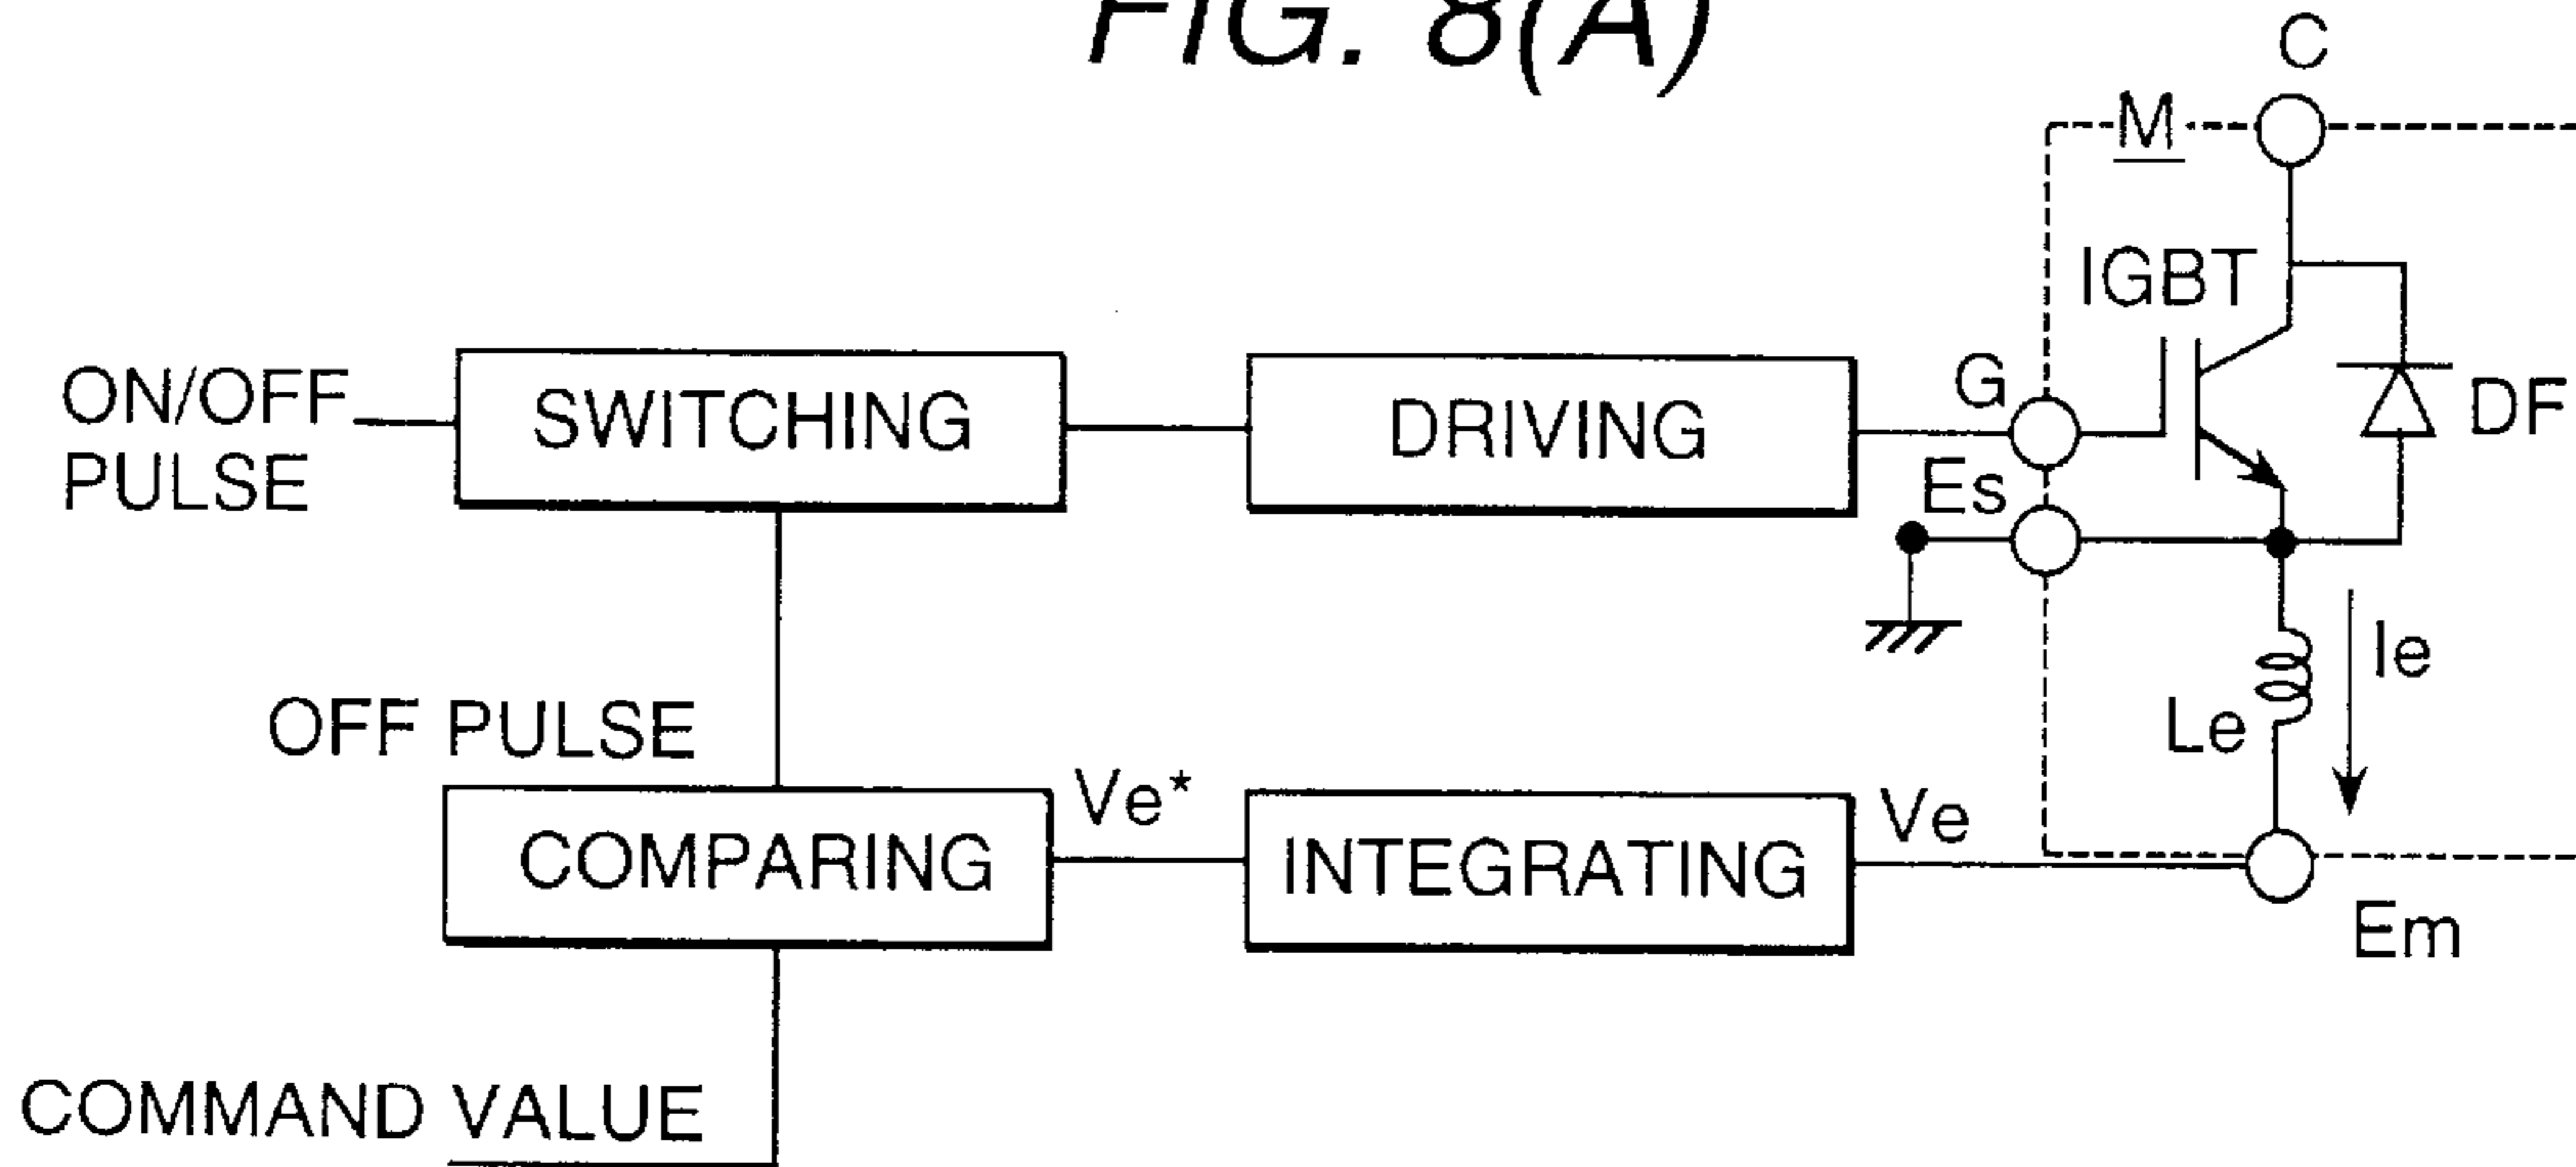 FIG. 8(A)
C
M
IGBT
ON/OFF
PULSE
SWITCHING
DRIVING
G
DF
Es
Ie
OFF PULSE
Le
Ve*
Ve
COMPARING
INTEGRATING
Em
COMMAND VALUE